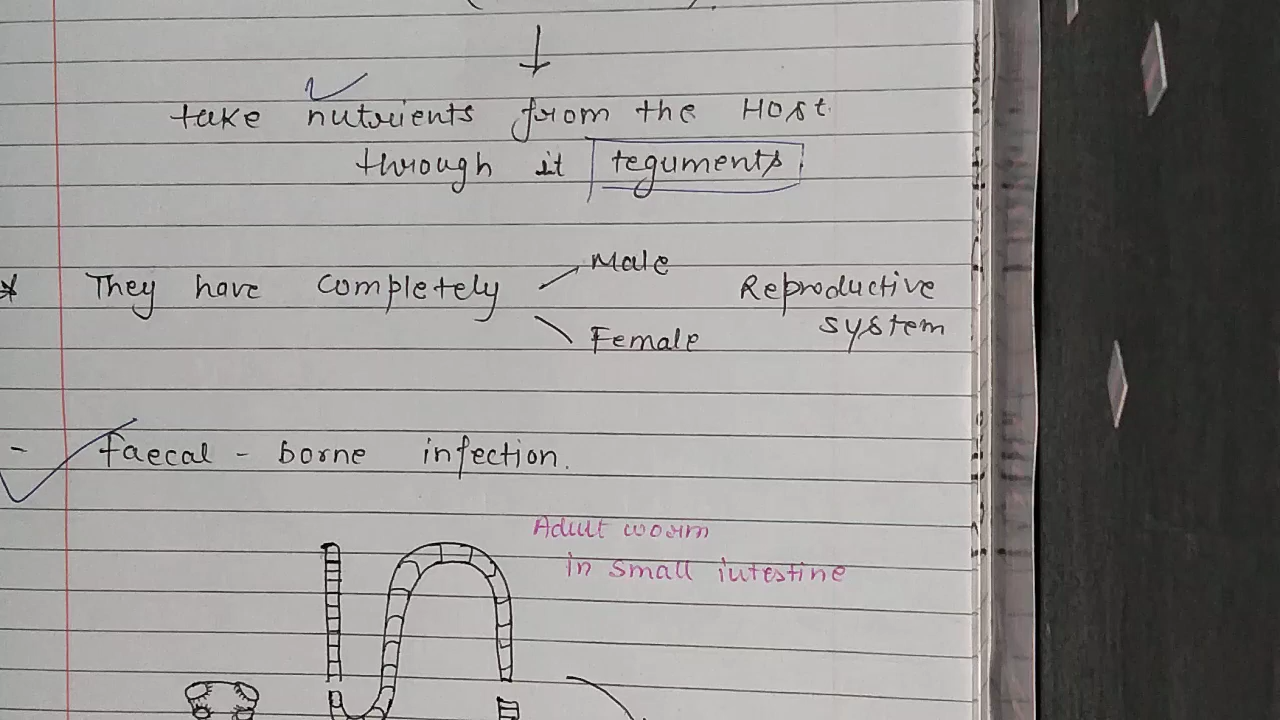 take nutrients from the Host.
through it teguments
* They have completely Male Reproductive
Female system
- faecal - borne infection.
Adult worm
in small intestine